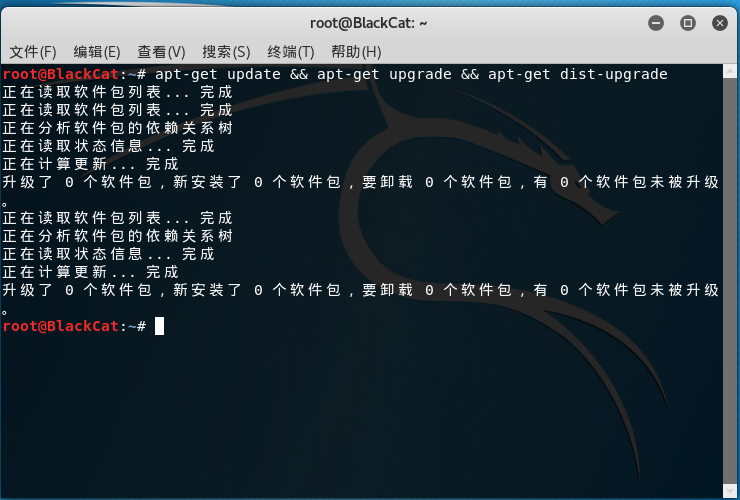 root@BlackCat: ~
文件(F) 编辑(E) 查看(V) 搜索(S) 终端(T) 帮助(H)
root@BlackCat:~# apt-get update && apt-get upgrade && apt-get dist-upgrade
正在读取软件包列表... 完成
正在读取软件包列表... 完成
正在分析软件包的依赖关系树
正在读取状态信息... 完成
正在计算更新... 完成
升级了 0 个软件包，新安装了 0 个软件包，要卸载 0 个软件包，有 0 个软件包未被升级
。
正在读取软件包列表... 完成
正在分析软件包的依赖关系树
正在读取状态信息... 完成
正在计算更新... 完成
升级了 0 个软件包，新安装了 0 个软件包，要卸载 0 个软件包，有 0 个软件包未被升级
。
root@BlackCat:~#